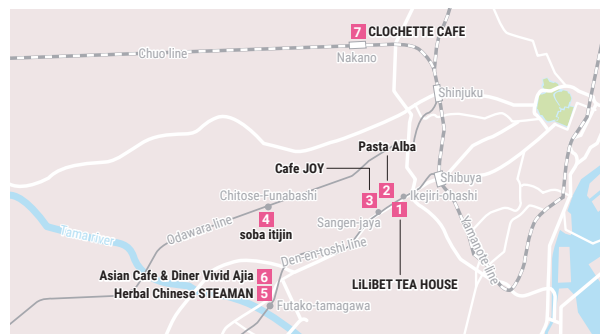 7 CLOCHETTE CAFE
Chuo line
Nakano
Shinjuku
Pasta Alba
Cafe JOY
Shibuya
2
3
Chitose-Funabashi
Ikejiri-ohashi
1
4
Sangen-jaya
soba itijin
Odawara line
Tama river
Yamanote line
Den-en-toshi line
Asian Cafe & Diner Vivid Ajia 6
LiLiBET TEA HOUSE
Herbal Chinese STEAMAN 5
Futako-tamagawa